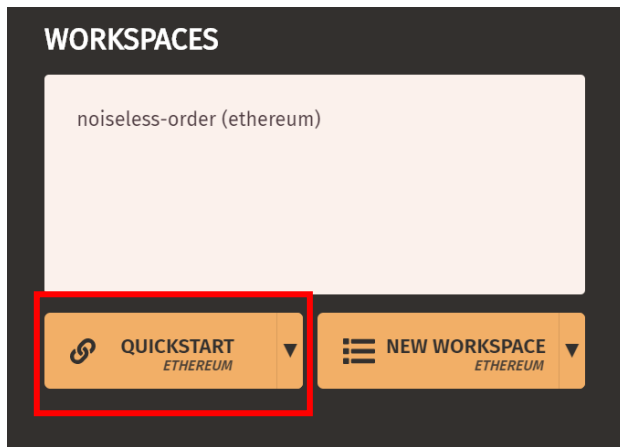 WORKSPACES
noiseless-order (ethereum)
QUICKSTART
ETHEREUM
NEW WORKSPACE
ETHEREUM